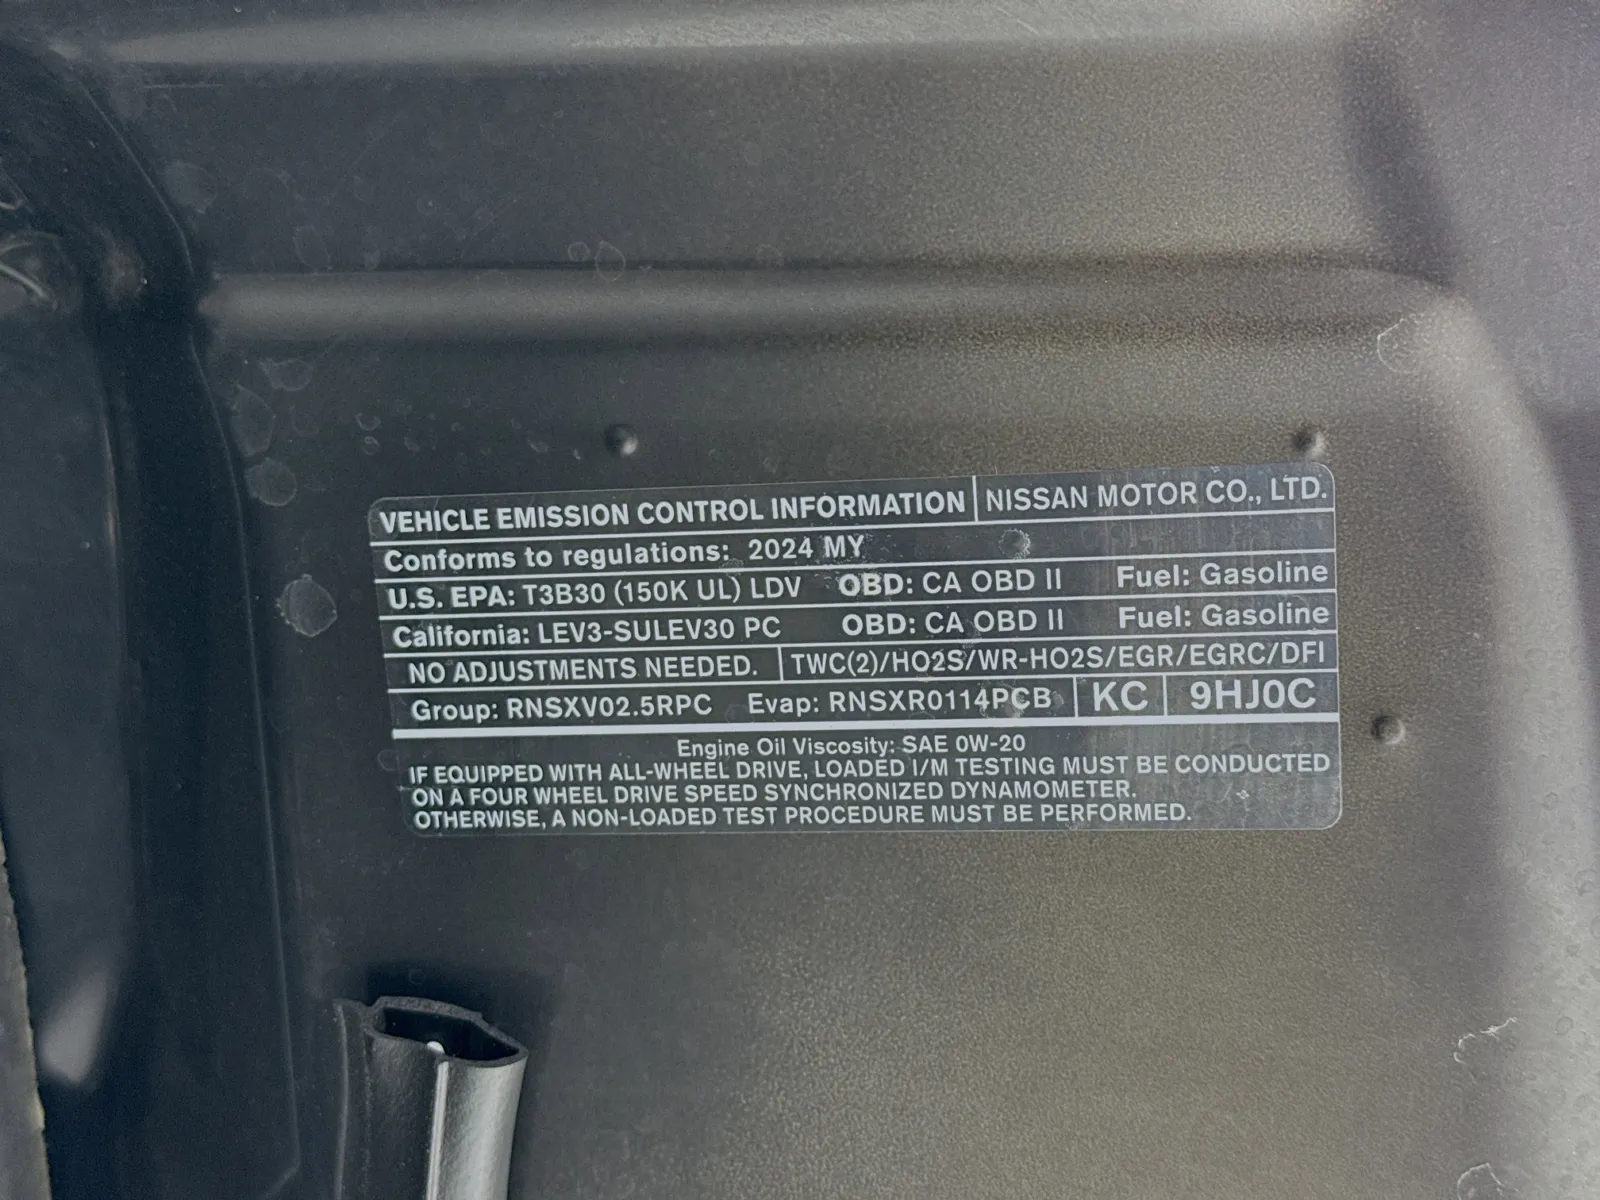 VEHICLE EMISSION CONTROL INFORMATION NISSAN MOTOR CO., LTD.
Conforms to regulations: 2024 MY
U.S. EPA: T3B30 (150K UL) LDV OBD: CA OBD II Fuel: Gasoline
California: LEV3-SULEV30 PC OBD: CA OBD II Fuel: Gasoline
NO ADJUSTMENTS NEEDED. TWC(2)/HO2S/WR-HO2S/EGR/EGRC/DFI
Group: RNSXV02.5RPC Evap: RNSXR0114PCB KC 9HJ0C
Engine Oil Viscosity: SAE 0W-20
IF EQUIPPED WITH ALL-WHEEL DRIVE, LOADED I/M TESTING MUST BE CONDUCTED
ON A FOUR WHEEL DRIVE SPEED SYNCHRONIZED DYNAMOMETER.
OTHERWISE, A NON-LOADED TEST PROCEDURE MUST BE PERFORMED.